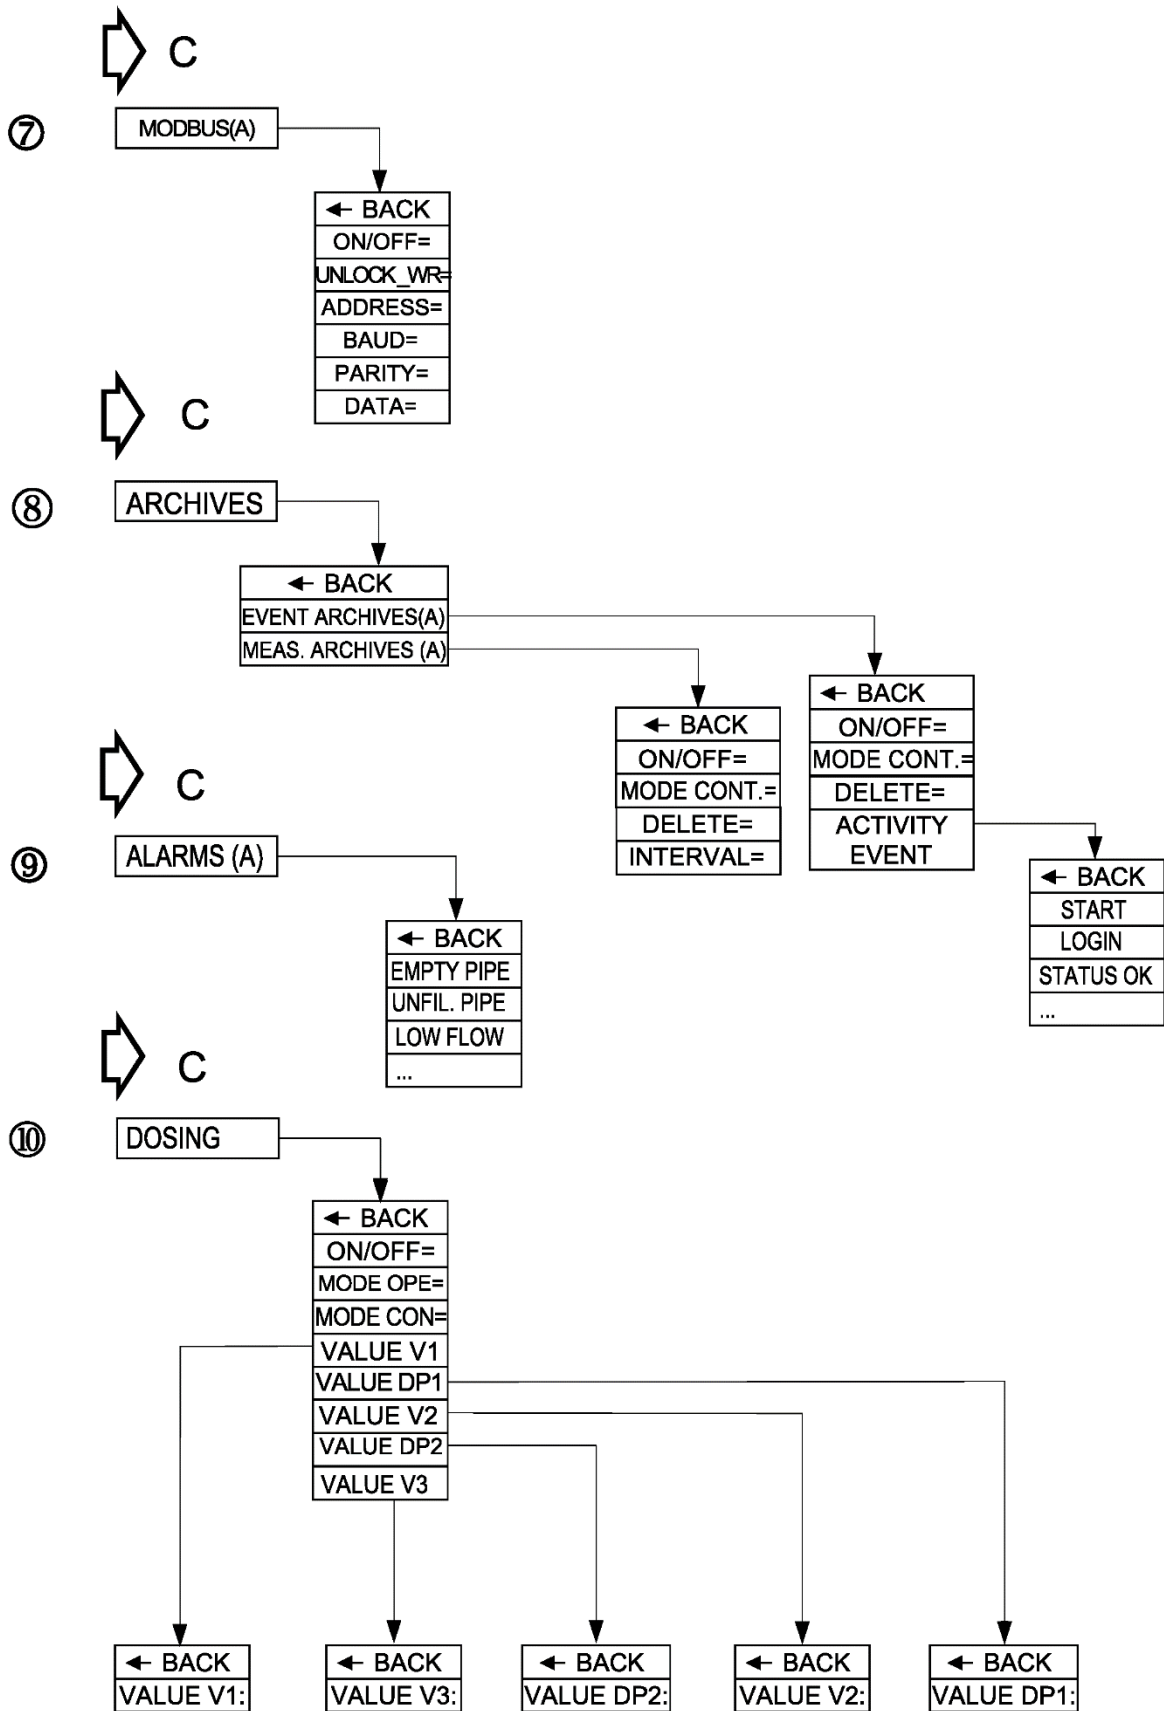 C
⑦
MODBUS(A)
← BACK
ON/OFF=
UNLOCK_WR=
ADDRESS=
BAUD=
PARITY=
DATA=
C
⑧
ARCHIVES
← BACK
EVENT ARCHIVES(A)
MEAS. ARCHIVES (A)
← BACK
ON/OFF=
MODE CONT.=
DELETE=
INTERVAL=
← BACK
ON/OFF=
MODE CONT.=
DELETE=
ACTIVITY
EVENT
← BACK
START
LOGIN
STATUS OK
...
C
⑨
ALARMS (A)
← BACK
EMPTY PIPE
UNFIL. PIPE
LOW FLOW
...
C
⑩
DOSING
← BACK
ON/OFF=
MODE OPE=
MODE CON=
VALUE V1
VALUE DP1
VALUE V2
VALUE DP2
VALUE V3
← BACK
VALUE V1:
← BACK
VALUE V3:
← BACK
VALUE DP2:
← BACK
VALUE V2:
← BACK
VALUE DP1: